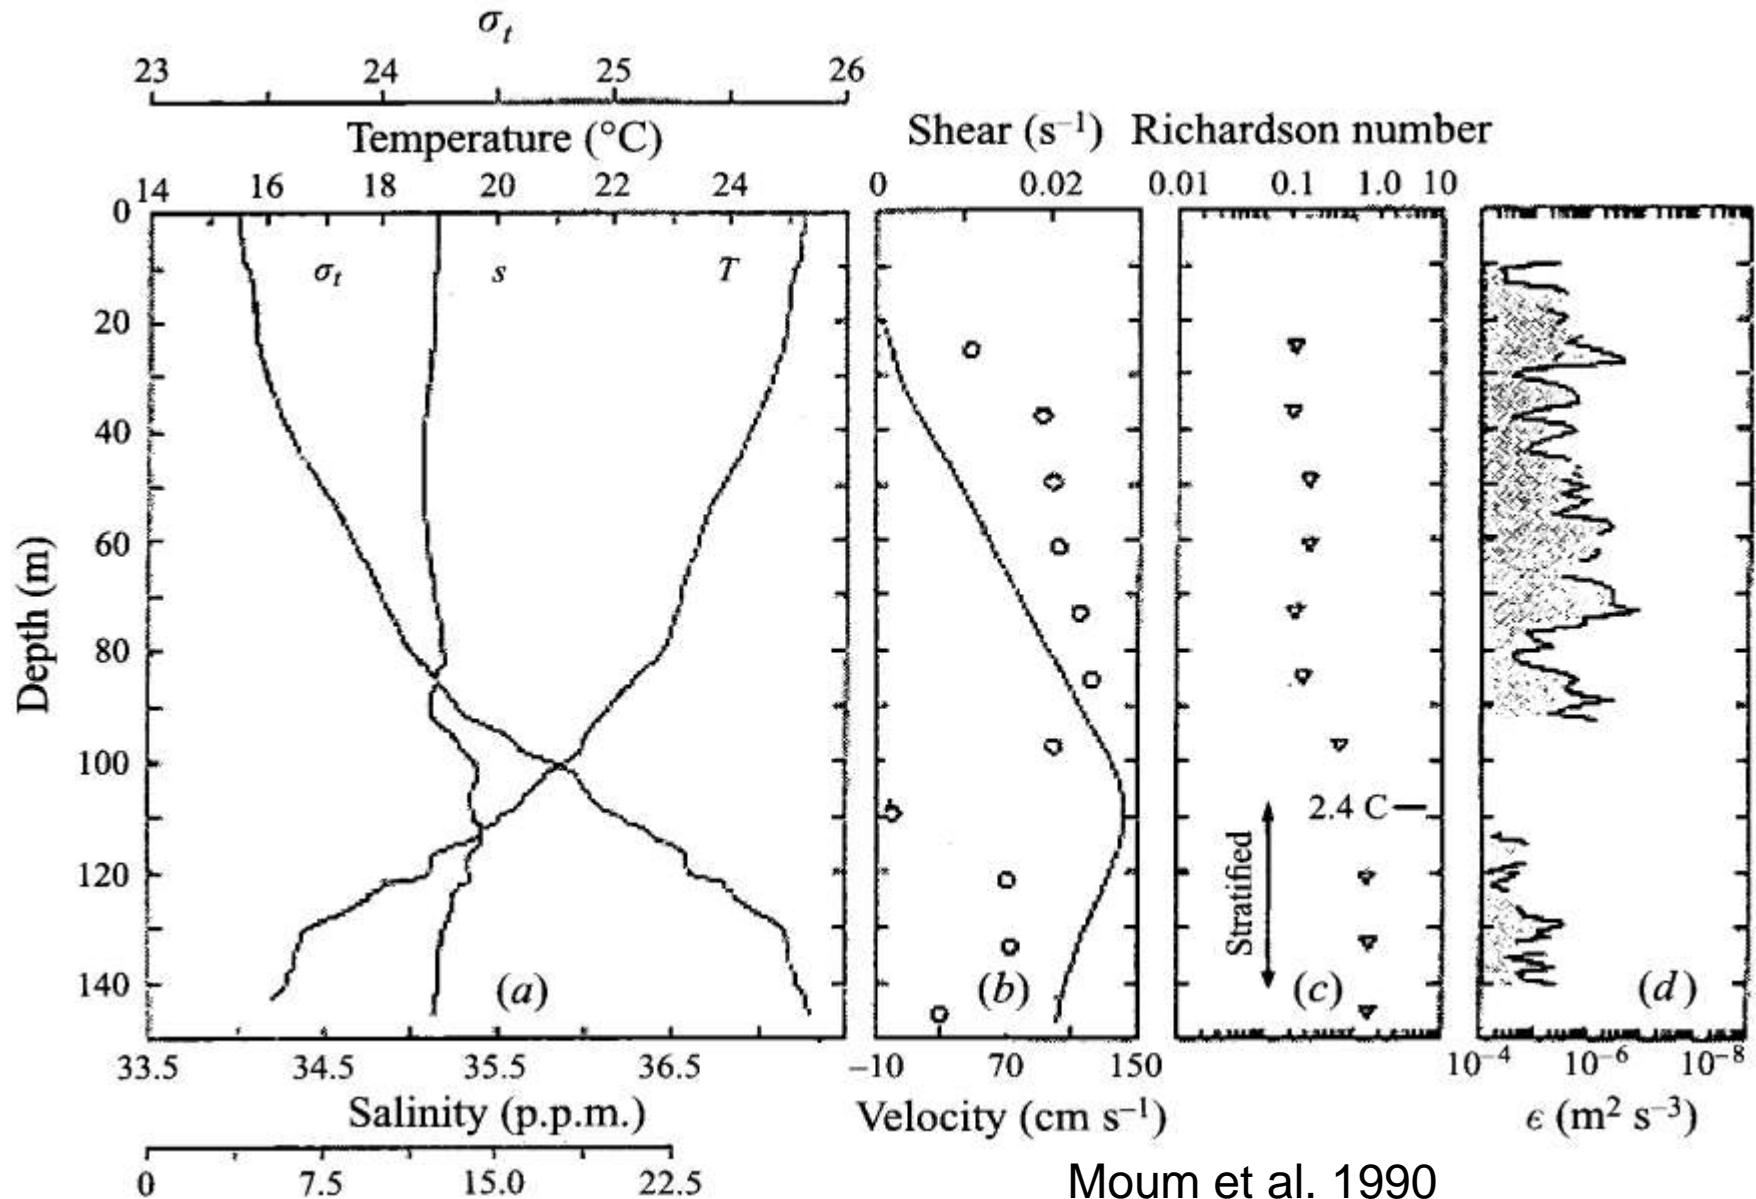 σt
23 24 25 26
Temperature (°C)
14 16 18 20 22 24
Shear (s–1)
0 0.02
Richardson number
0.01 0.1 1.0 10
0
20
40
60
80
100
120
140
Depth (m)
σt s T
(a)
(b)
2.4 C
Stratified
(c)
(d)
33.5 34.5 35.5 36.5
Salinity (p.p.m.)
0 7.5 15.0 22.5
–10 70 150
Velocity (cm s–1)
10–4 10–6 10–8
ϵ (m2 s–3)
Moum et al. 1990